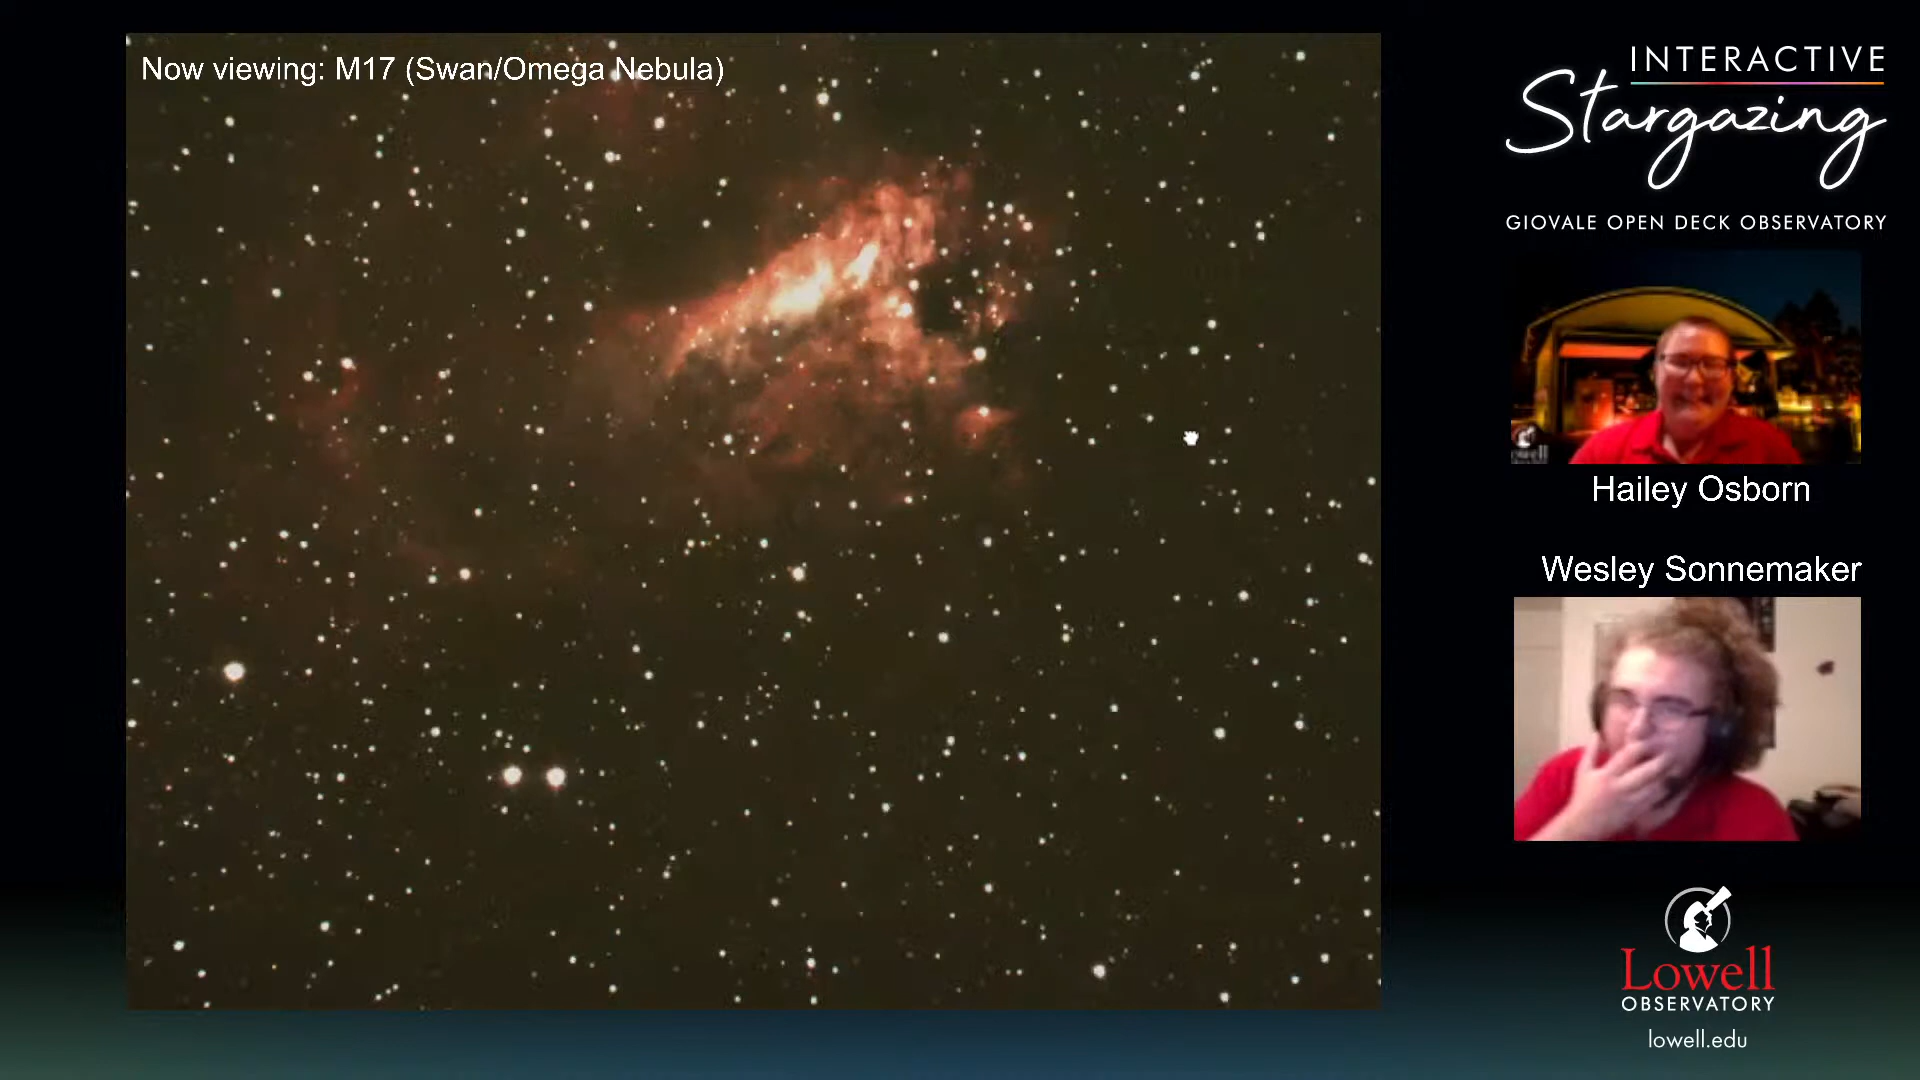 Now viewing: M17 (Swan/Omega Nebula)
INTERACTIVE
Stargazing
GIOVALE OPEN DECK OBSERVATORY
Hailey Osborn
Wesley Sonnemaker
Lowell
OBSERVATORY
lowell.edu